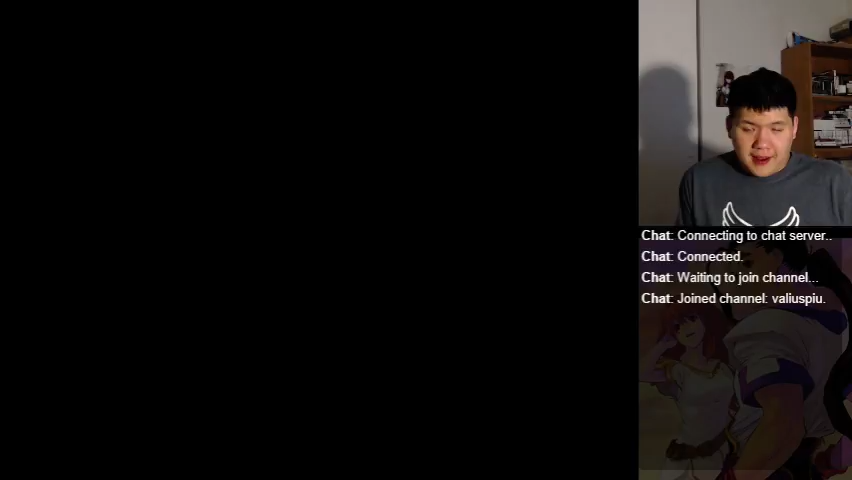 Chat: Connecting to chat server..
Chat: Connected.
Chat: Waiting to join channel...
Chat: Joined channel: valiuspiu.